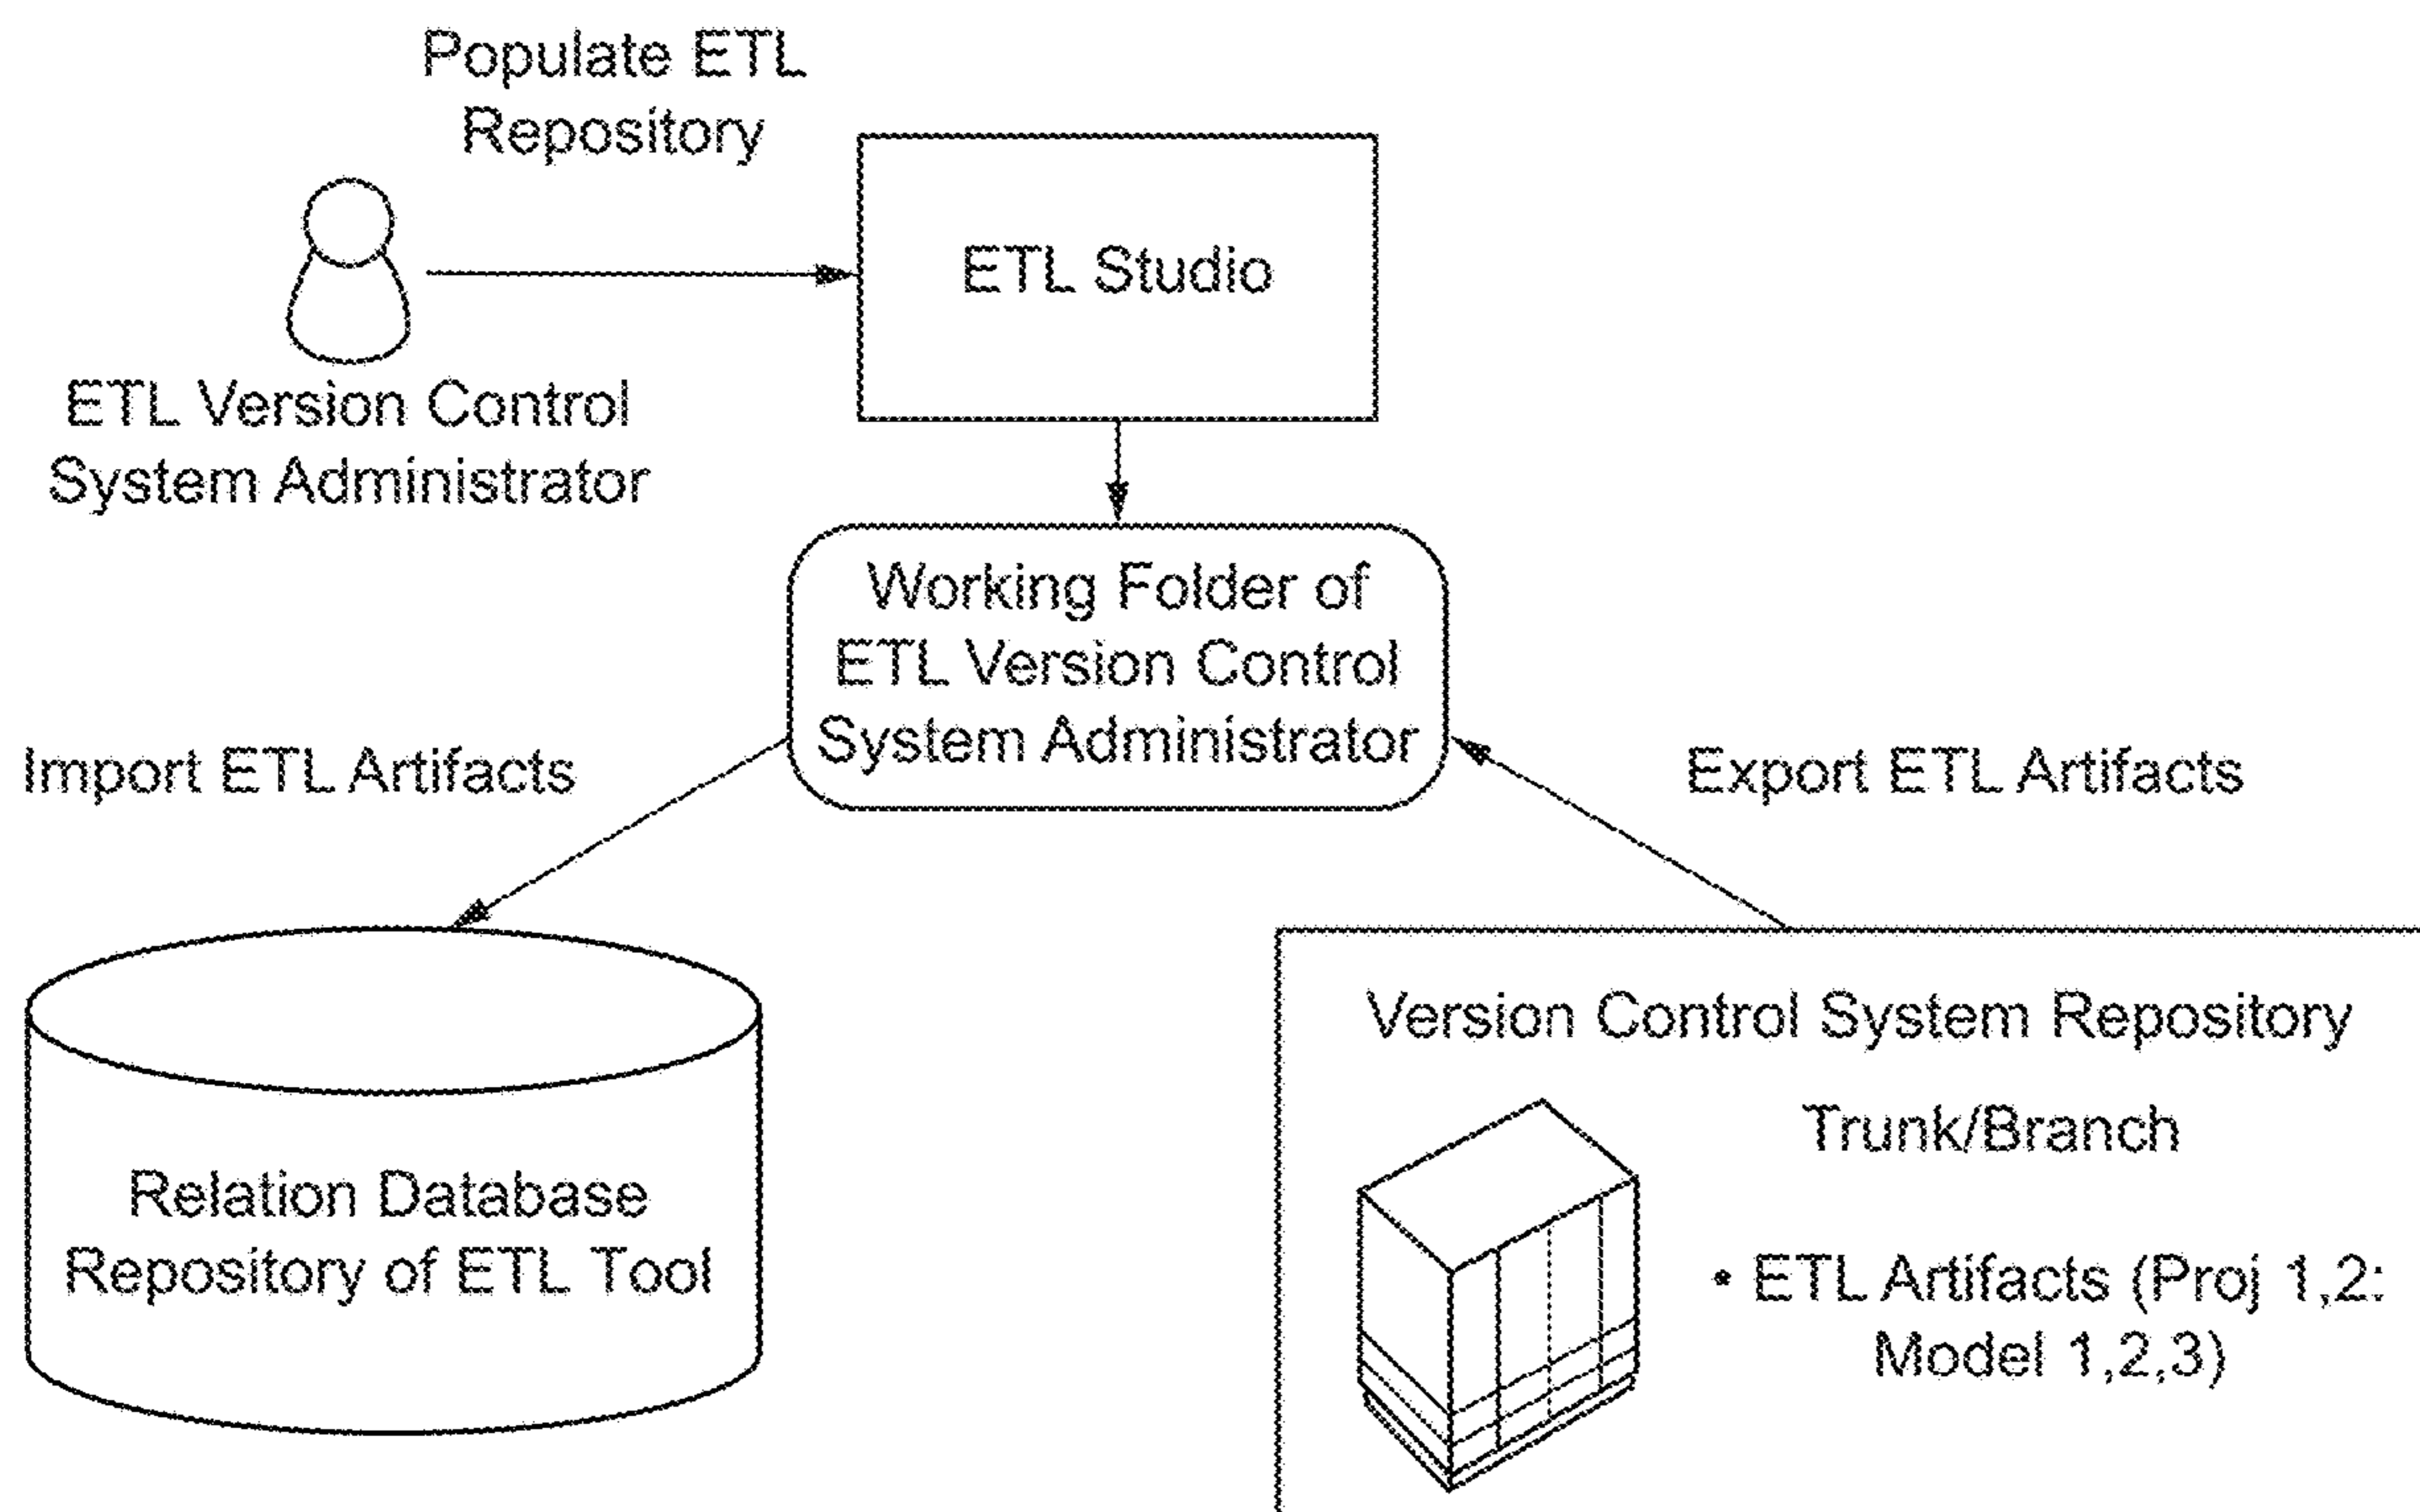 Populate ETL
Repository
ETL Studio
ETL Version Control
System Administrator
Working Folder of
ETL Version Control
System Administrator
Import ETL Artifacts
Export ETL Artifacts
Relation Database
Repository of ETL Tool
Version Control System Repository
Trunk/Branch
• ETL Artifacts (Proj 1,2:
Model 1,2,3)